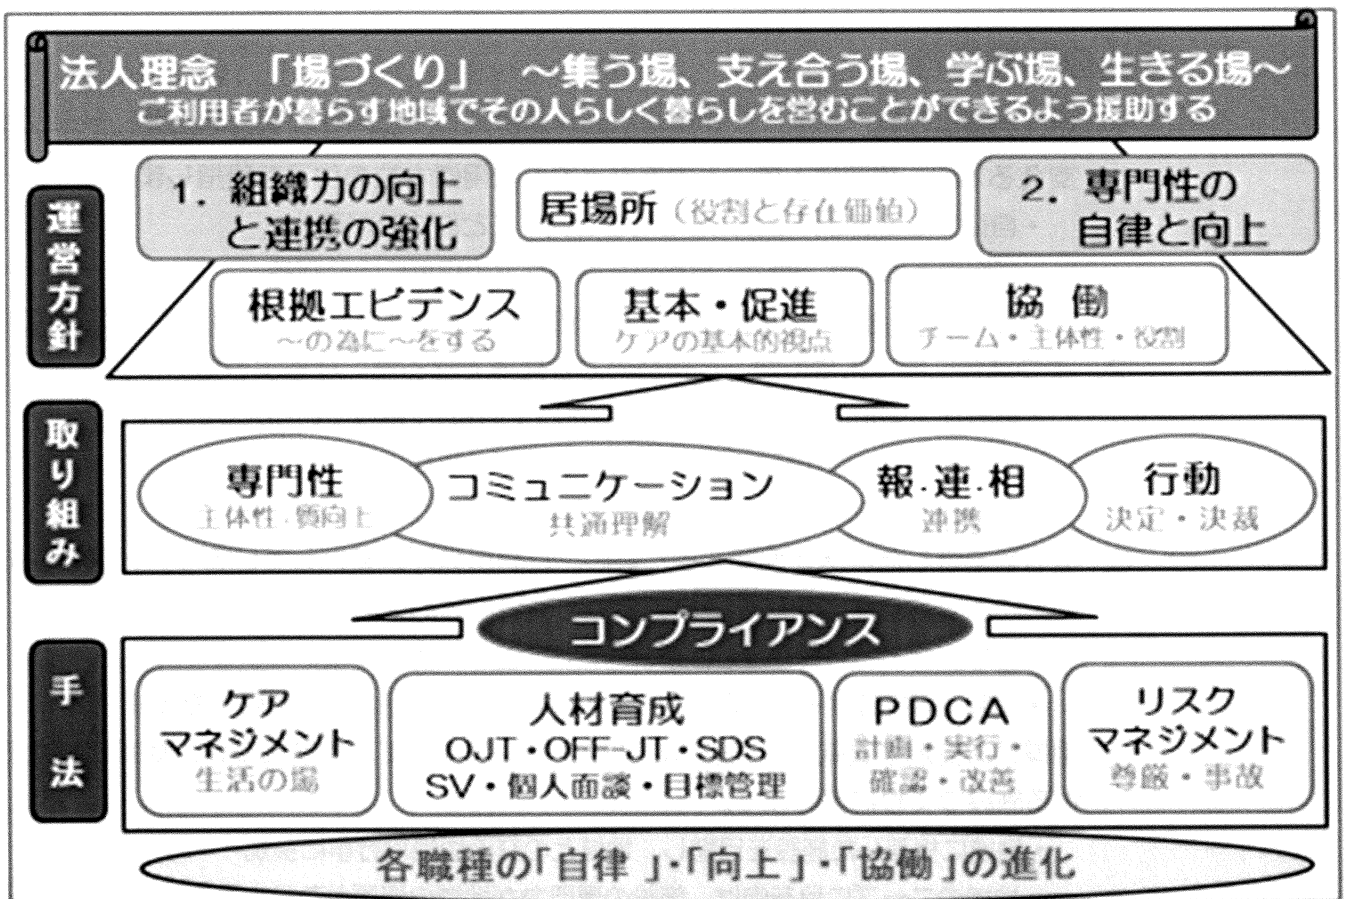 法人理念 「場づくり」 ～集う場、支え合う場、学ぶ場、生きる場～
ご利用者が暮らす地域でその人らしく暮らしを営むことができるよう援助する
運営方針
1. 組織力の向上
と連携の強化
居場所（役割と存在価値）
2. 専門性の
自律と向上
根拠エビデンス
～の為に～をする
基本・促進
ケアの基本的視点
協 働
チーム・主体性・役割
取り組み
専門性
主体性・質向上
コミュニケーション
共通理解
報.連.相
連携
行動
決定・決裁
コンプライアンス
手法
ケア
マネジメント
生活の場
人材育成
OJT・OFF-JT・SDS
SV・個人面談・目標管理
PDCA
計画・実行・
確認・改善
リスク
マネジメント
尊厳・事故
各職種の「自律」・「向上」・「協働」の進化